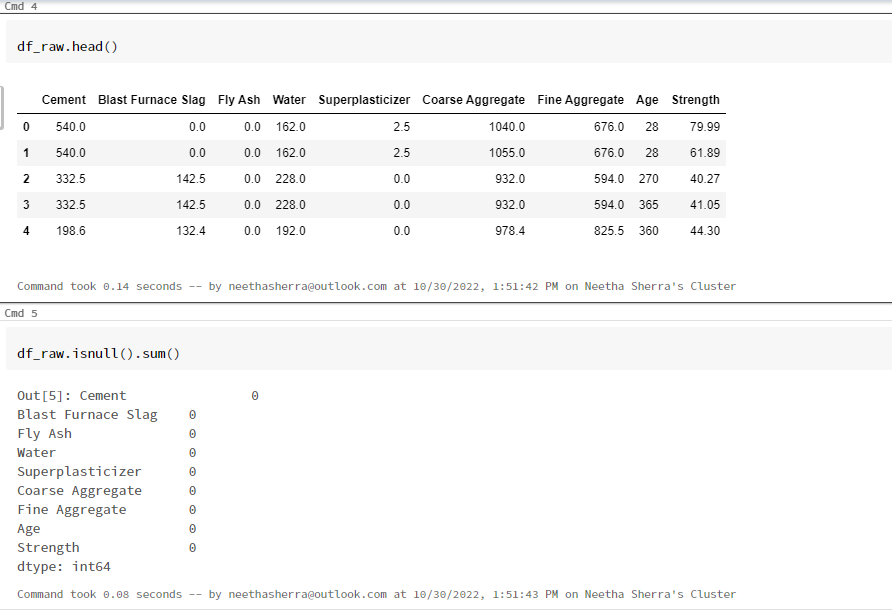 Cmd 4
df_raw.head()
Cement Blast Furnace Slag Fly Ash Water Superplasticizer Coarse Aggregate Fine Aggregate Age Strength
0 540.0 0.0 0.0 162.0 2.5 1040.0 676.0 28 79.99
1 540.0 0.0 0.0 162.0 2.5 1055.0 676.0 28 61.89
2 332.5 142.5 0.0 228.0 0.0 932.0 594.0 270 40.27
3 332.5 142.5 0.0 228.0 0.0 932.0 594.0 365 41.05
4 198.6 132.4 0.0 192.0 0.0 978.4 825.5 360 44.30
Command took 0.14 seconds -- by neethasherra@outlook.com at 10/30/2022, 1:51:42 PM on Neetha Sherra's Cluster
Cmd 5
df_raw.isnull().sum()
Out[5]: Cement 0
Blast Furnace Slag 0
Fly Ash 0
Water 0
Superplasticizer 0
Coarse Aggregate 0
Fine Aggregate 0
Age 0
Strength 0
dtype: int64
Command took 0.08 seconds -- by neethasherra@outlook.com at 10/30/2022, 1:51:43 PM on Neetha Sherra's Cluster